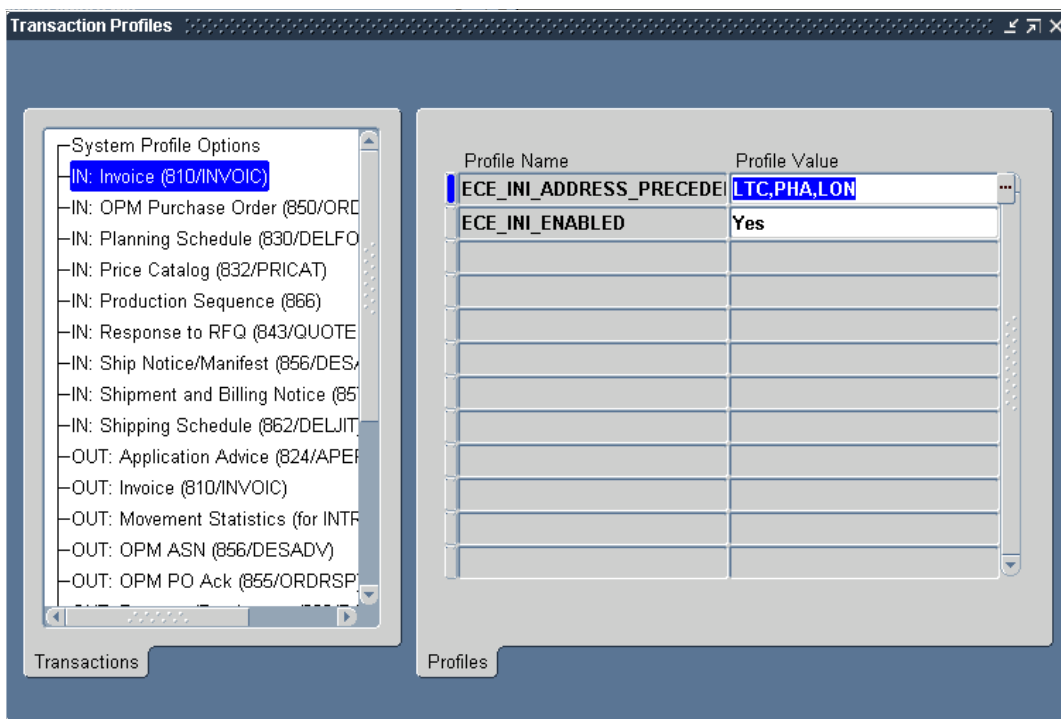 Transaction Profiles
System Profile Options
IN: Invoice (810/INVOIC)
IN: OPM Purchase Order (850/ORD
IN: Planning Schedule (830/DELFO
IN: Price Catalog (832/PRICAT)
IN: Production Sequence (866)
IN: Response to RFQ (843/QUOTE
IN: Ship Notice/Manifest (856/DESA
IN: Shipment and Billing Notice (85
IN: Shipping Schedule (862/DELJIT
OUT: Application Advice (824/APE
OUT: Invoice (810/INVOIC)
OUT: Movement Statistics (for INTR
OUT: OPM ASN (856/DESADV)
OUT: OPM PO Ack (855/ORDRSP
Transactions
Profile Name Profile Value
ECE_INI_ADDRESS_PRECEDE LTC,PHA,LON
ECE_INI_ENABLED Yes
Profiles